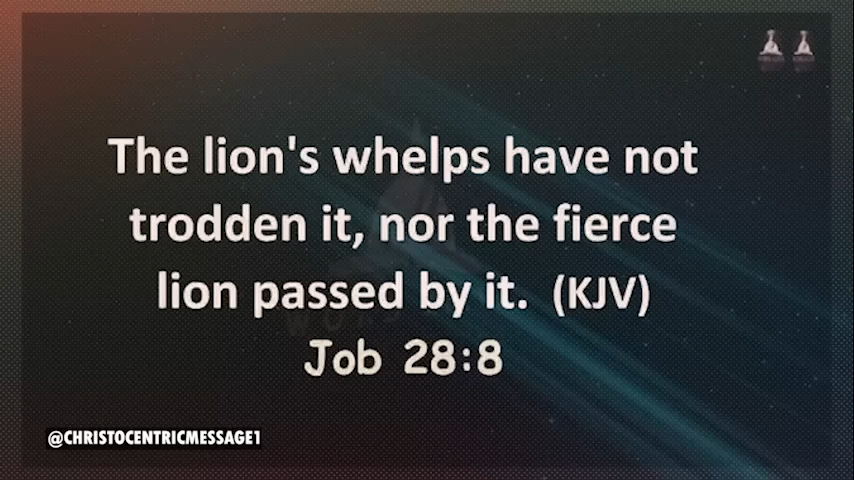 The lion's whelps have not
trodden it, nor the fierce
lion passed by it. (KJV)
Job 28:8
@CHRISTOCENTRICMESSAGE1